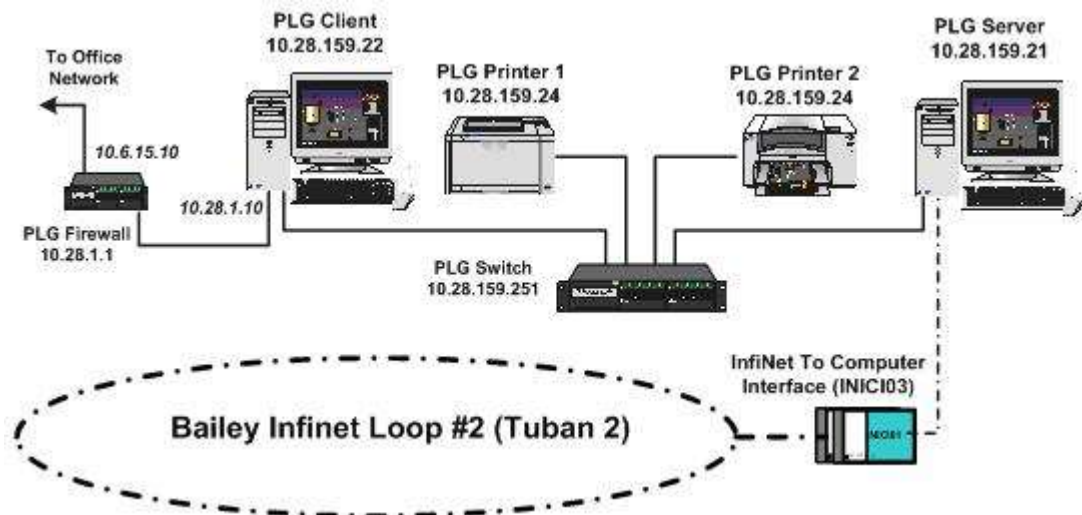 PLG Client
10.28.159.22
PLG Server
10.28.159.21
To Office
Network
PLG Printer 1
10.28.159.24
PLG Printer 2
10.28.159.24
10.6.15.10
10.28.1.10
PLG Firewall
10.28.1.1
PLG Switch
10.28.159.251
InfiNet To Computer
Interface (INICI03)
Bailey Infinet Loop #2 (Tuban 2)